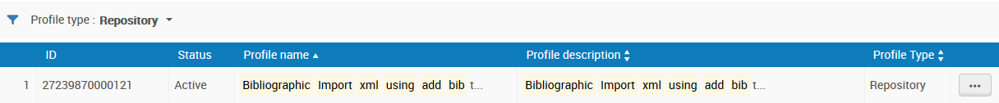 Profile type : Repository
ID Status Profile name Profile description Profile Type
1 27239870000121 Active Bibliographic Import xml using add bib t... Bibliographic Import xml using add bib t... Repository ...